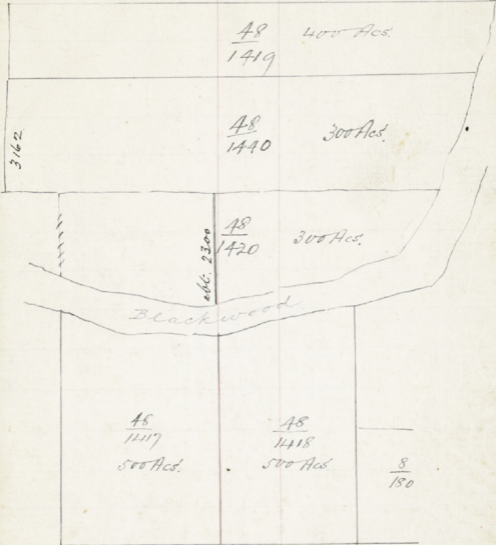 48 400 Acs.
1419
48 300 Acs.
1440
3162
48 300 Acs.
1420
abt. 2300
Blackwood
48
1417
500 Acs.
48
1418
500 Acs
8
180